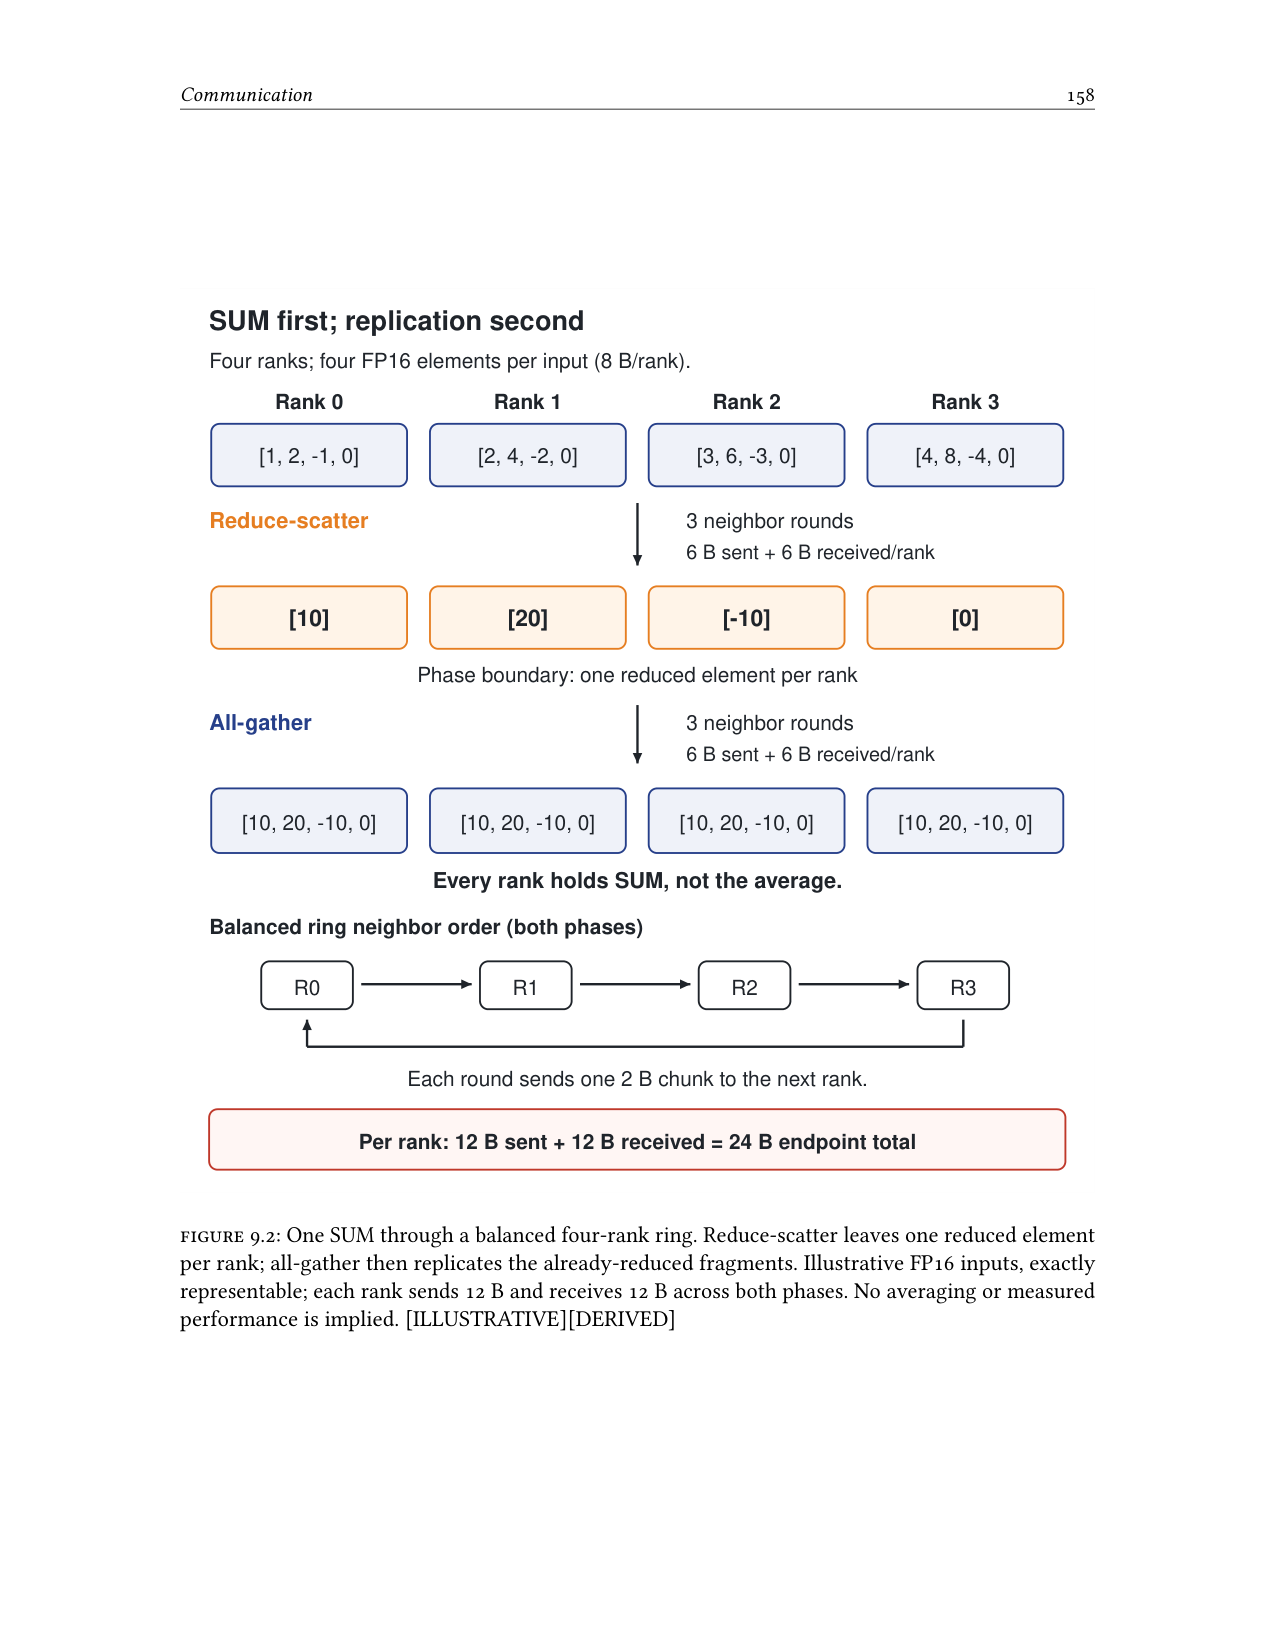 Communication 158
SUM first; replication second
Four ranks; four FP16 elements per input (8 B/rank).
Rank 0 Rank 1 Rank 2 Rank 3
[1, 2, -1, 0] [2, 4, -2, 0] [3, 6, -3, 0] [4, 8, -4, 0]
Reduce-scatter 3 neighbor rounds
6 B sent + 6 B received/rank
[10] [20] [-10] [0]
Phase boundary: one reduced element per rank
All-gather 3 neighbor rounds
6 B sent + 6 B received/rank
[10, 20, -10, 0] [10, 20, -10, 0] [10, 20, -10, 0] [10, 20, -10, 0]
Every rank holds SUM, not the average.
Balanced ring neighbor order (both phases)
R0 R1 R2 R3
Each round sends one 2 B chunk to the next rank.
Per rank: 12 B sent + 12 B received = 24 B endpoint total
FIGURE 9.2: One SUM through a balanced four-rank ring. Reduce-scatter leaves one reduced element
per rank; all-gather then replicates the already-reduced fragments. Illustrative FP16 inputs, exactly
representable; each rank sends 12 B and receives 12 B across both phases. No averaging or measured
performance is implied. [ILLUSTRATIVE][DERIVED]